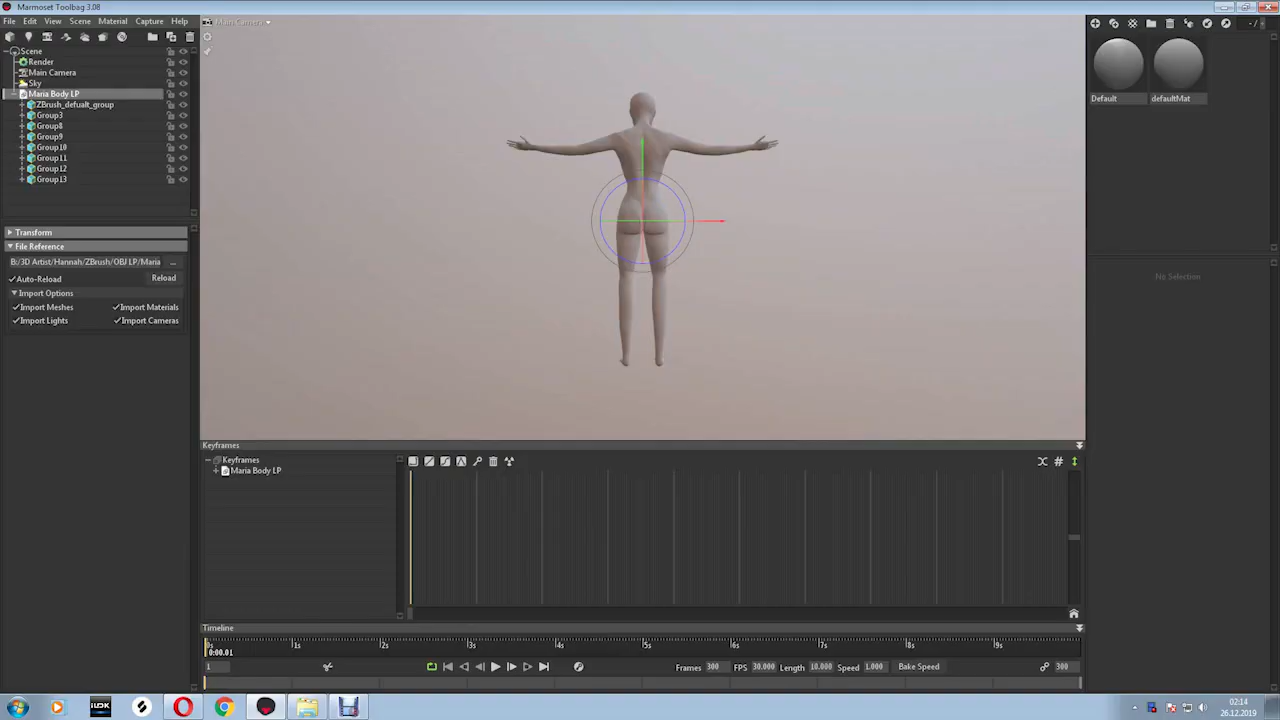 Marmoset Toolbag 3.08
File Edit View Scene Material Capture Help
Main Camera
Scene
Render
Main Camera
Sky
Maria Body LP
ZBrush_defualt_group
Group3
Group8
Group9
Group10
Group11
Group12
Group13
Transform
File Reference
B:/3D Artist/Hannah/ZBrush/OBJ LP/Maria ...
Auto-Reload Reload
Import Options
Import Meshes Import Materials
Import Lights Import Cameras
Default defaultMat
No Selection
Keyframes
Keyframes
Maria Body LP
Timeline
0s 1s 2s 3s 4s 5s 6s 7s 8s 9s
0:00.01
1 Frames 300 FPS 30.000 Length 10.000 Speed 1.000 Bake Speed 300
iUDK
02:14
26.12.2019